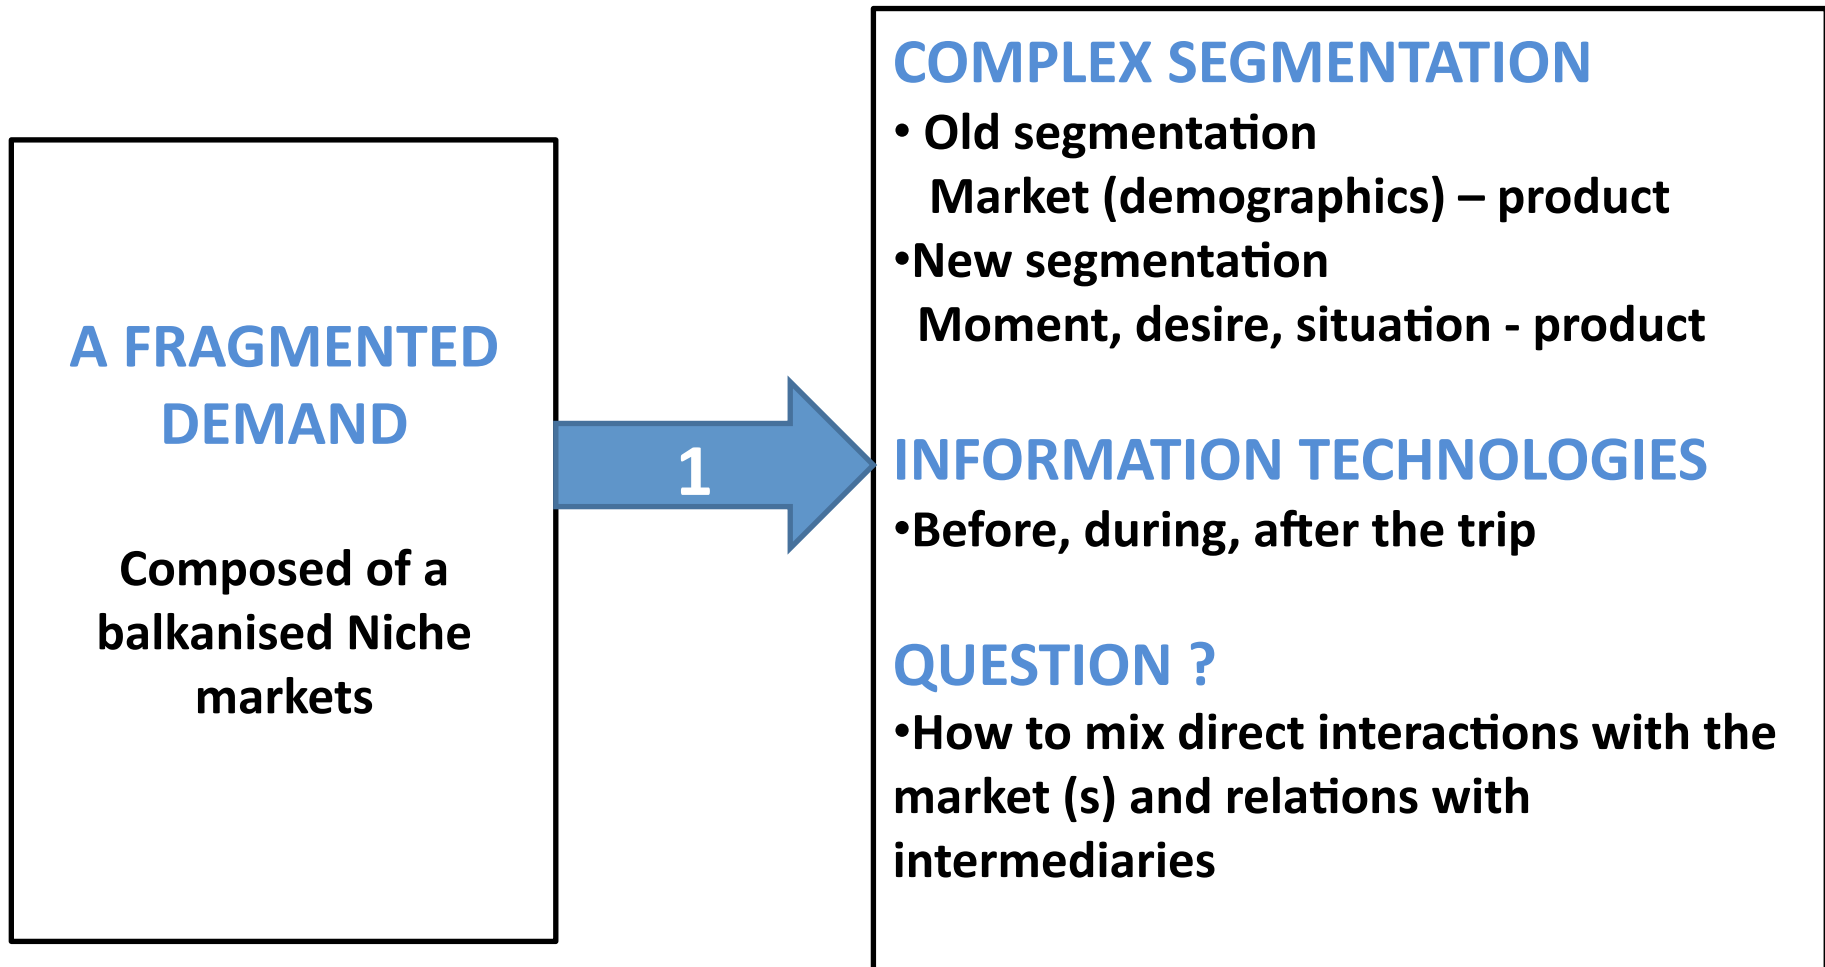 A FRAGMENTED
DEMAND
Composed of a
balkanised Niche
markets
1
COMPLEX SEGMENTATION
• Old segmentation
Market (demographics) – product
•New segmentation
Moment, desire, situation - product
INFORMATION TECHNOLOGIES
•Before, during, after the trip
QUESTION ?
•How to mix direct interactions with the
market (s) and relations with
intermediaries